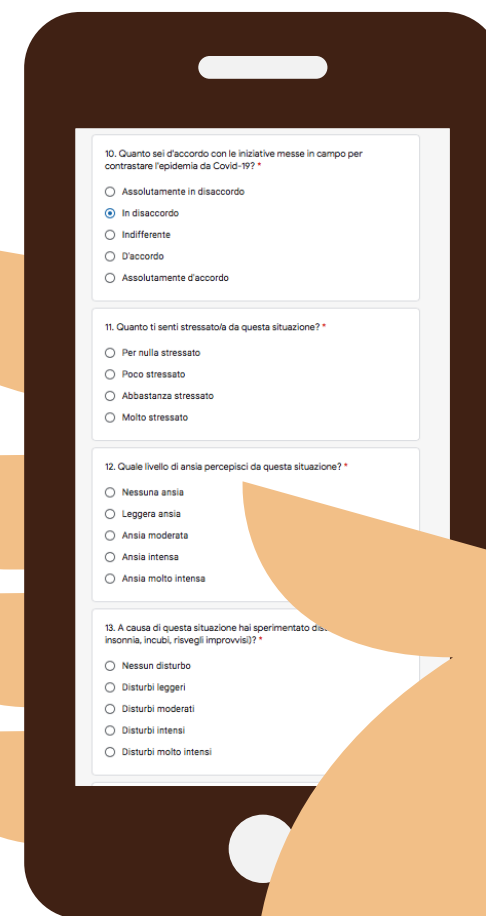 10. Quanto sei d'accordo con le iniziative messe in campo per
contrastare l'epidemia da Covid-19? *
Assolutamente in disaccordo
In disaccordo
Indifferente
D'accordo
Assolutamente d'accordo
11. Quanto ti senti stressato/a da questa situazione? *
Per nulla stressato
Poco stressato
Abbastanza stressato
Molto stressato
12. Quale livello di ansia percepisci da questa situazione? *
Nessuna ansia
Leggera ansia
Ansia moderata
Ansia intensa
Ansia molto intensa
13. A causa di questa situazione hai sperimentato
insonnia, incubi, risvegli improvvisi)? *
Nessun disturbo
Disturbi leggeri
Disturbi moderati
Disturbi intensi
Disturbi molto intensi